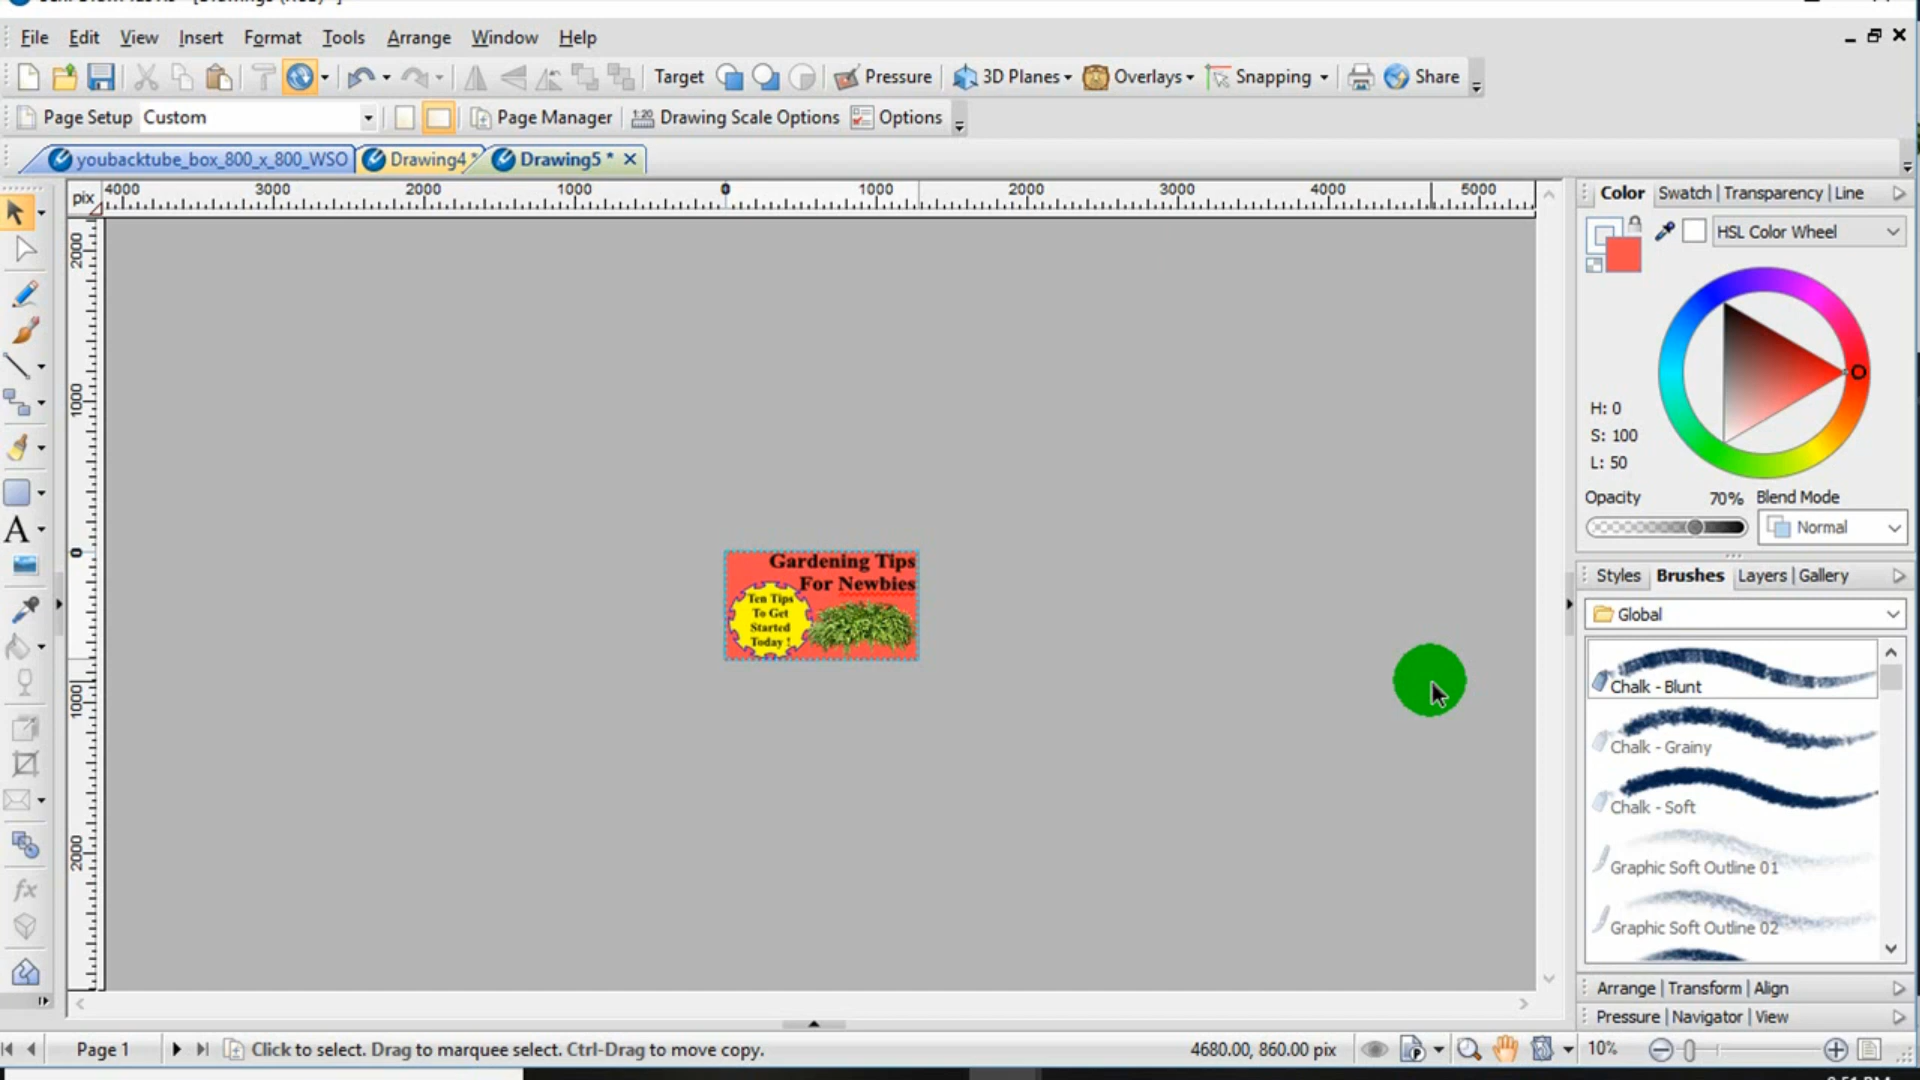 File Edit View Insert Format Tools Arrange Window Help
Target Pressure 3D Planes Overlays Snapping Share
Page Setup Custom Page Manager 1:20 Drawing Scale Options Options
youbacktube_box_800_x_800_WSO Drawing4 * Drawing5 *
pix 4000 3000 2000 1000 0 1000 2000 3000 4000 5000
2000
1000
0
1000
2000
Gardening Tips
For Newbies
Ten Tips
To Get
Started
Today !
Color Swatch | Transparency | Line
HSL Color Wheel
H: 0
S: 100
L: 50
Opacity 70% Blend Mode
Normal
Styles Brushes Layers | Gallery
Global
Chalk - Blunt
Chalk - Grainy
Chalk - Soft
Graphic Soft Outline 01
Graphic Soft Outline 02
Arrange | Transform | Align
Pressure | Navigator | View
Page 1 Click to select. Drag to marquee select. Ctrl-Drag to move copy. 4680.00, 860.00 pix 10%